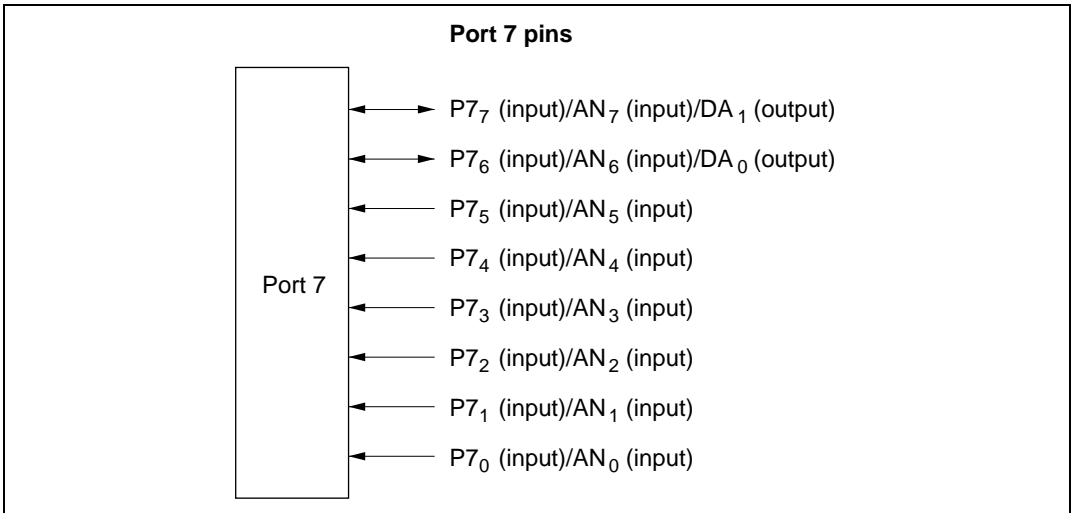 Port 7 pins
P7₇ (input)/AN₇ (input)/DA₁ (output)
P7₆ (input)/AN₆ (input)/DA₀ (output)
P7₅ (input)/AN₅ (input)
P7₄ (input)/AN₄ (input)
Port 7
P7₃ (input)/AN₃ (input)
P7₂ (input)/AN₂ (input)
P7₁ (input)/AN₁ (input)
P7₀ (input)/AN₀ (input)